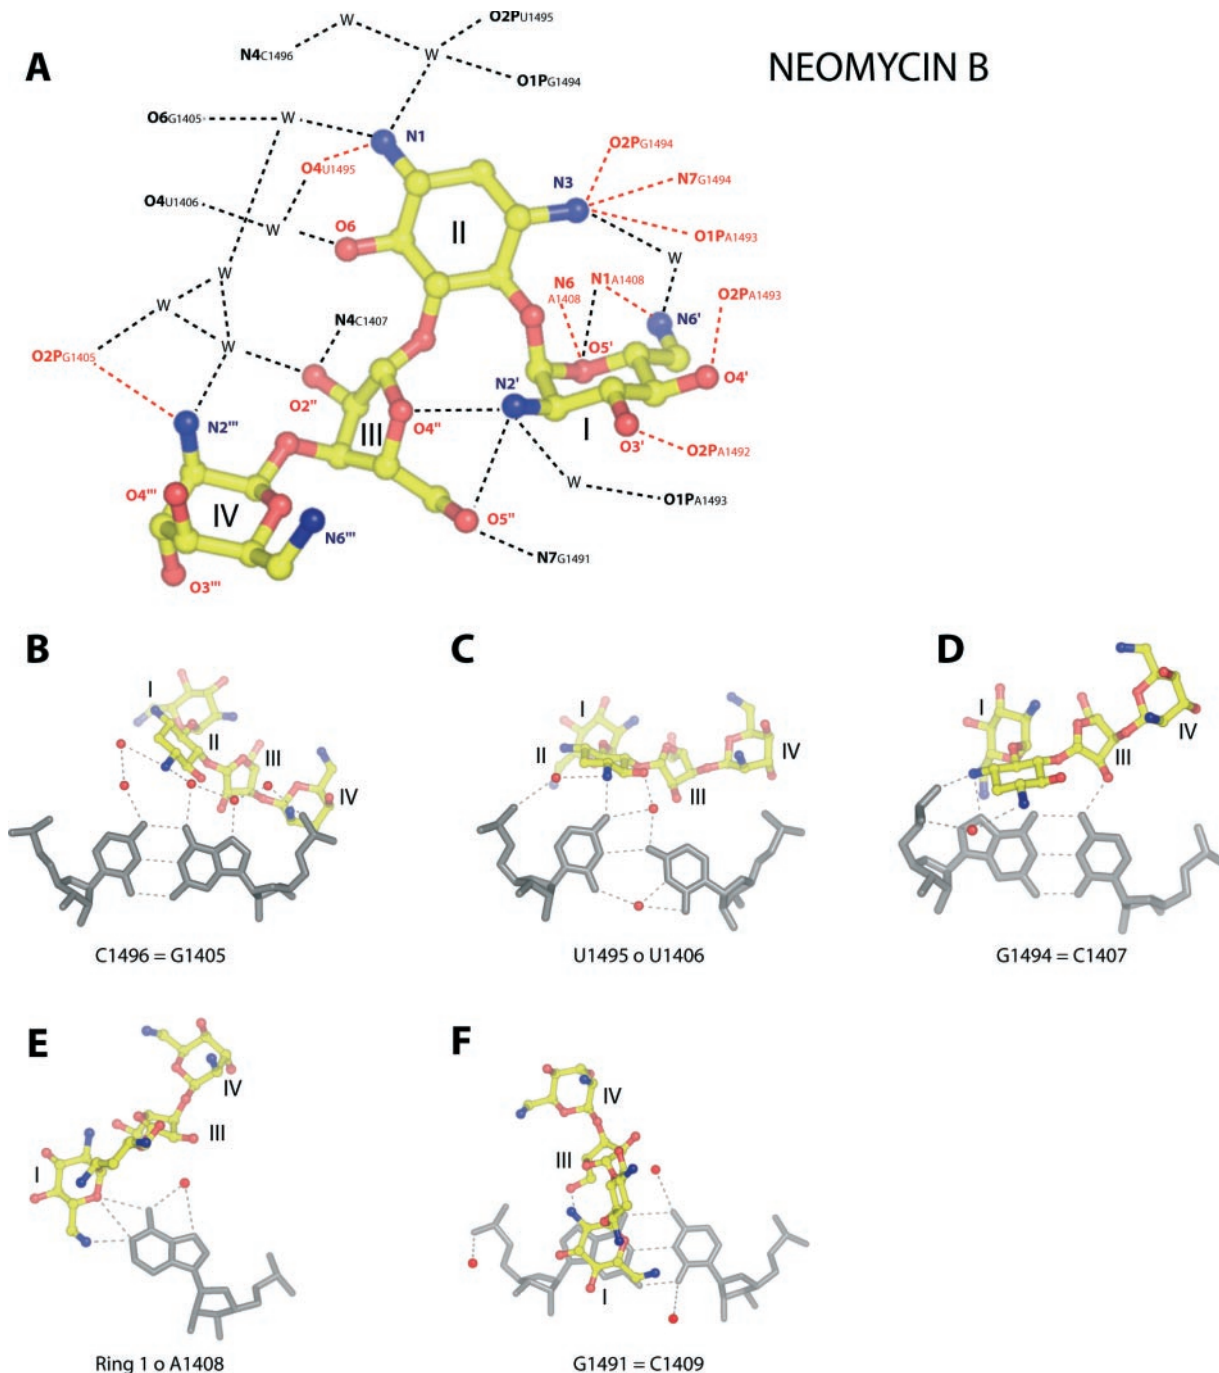 A
NEOMYCIN B
W
O2PU1495
N4C1496
W
O1PG1494
O6G1405
W
N1
O4U1495
N3
O2PG1494
N7G1494
O4U1406
W
O6
II
O1PA1493
W
W
N6
A1408
N1A1408
O2PA1493
W
N4C1407
N6'
O2PG1405
W
O5'
O4'
O2"
N2'
N2'''
III
O4"
I
O3'
O2PA1492
O4'''
IV
W
O1PA1493
O5"
N6'''
N7G1491
O3'''
B
I
II
III
IV
C1496 = G1405
C
I
II
III
IV
U1495 o U1406
D
I
III
IV
G1494 = C1407
E
IV
III
I
Ring 1 o A1408
F
IV
III
I
G1491 = C1409